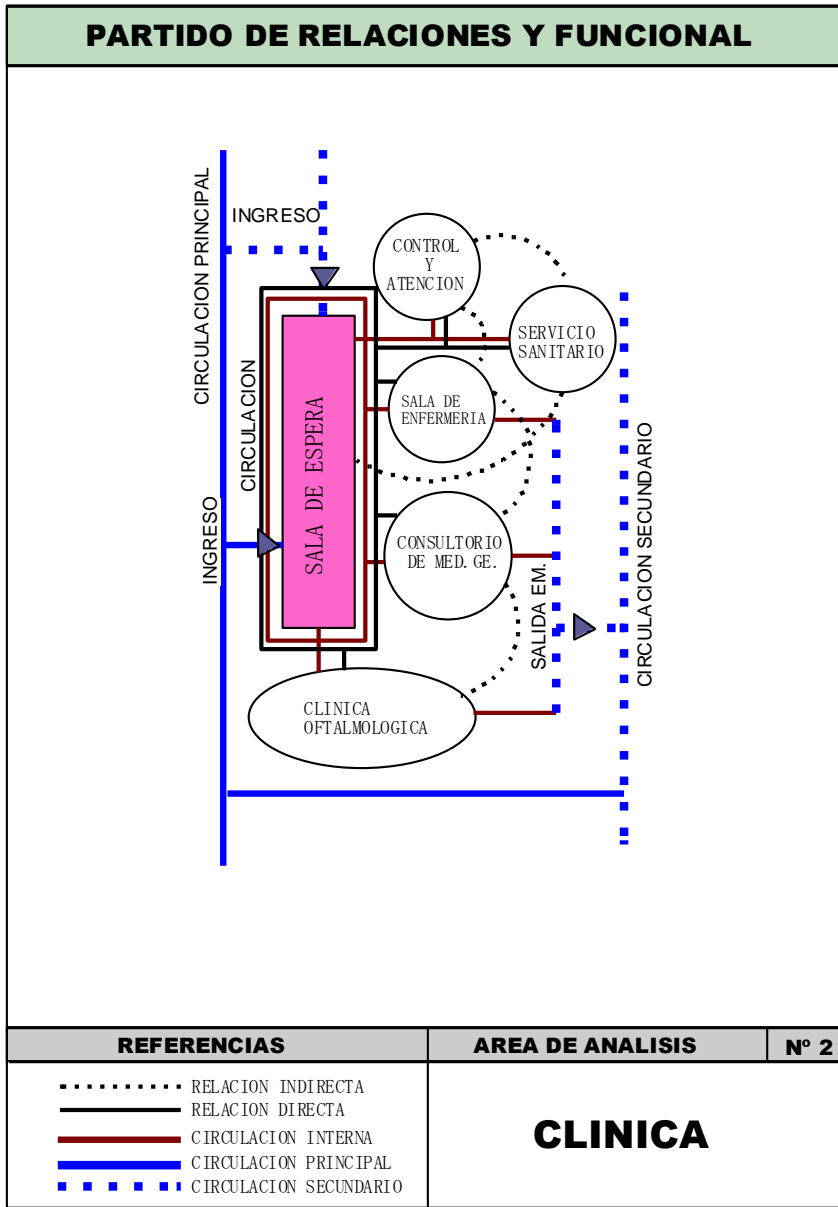 PARTIDO DE RELACIONES Y FUNCIONAL
CIRCULACION PRINCIPAL
INGRESO
CONTROL
Y
ATENCION
SERVICIO
SANITARIO
CIRCULACION
SALA DE ESPERA
SALA DE
ENFERMERIA
INGRESO
CONSULTORIO
DE MED.GE.
SALIDA EM.
CIRCULACION SECUNDARIO
CLINICA
OFTALMOLOGICA
REFERENCIAS
AREA DE ANALISIS
Nº 2
RELACION INDIRECTA
RELACION DIRECTA
CIRCULACION INTERNA
CIRCULACION PRINCIPAL
CIRCULACION SECUNDARIO
CLINICA